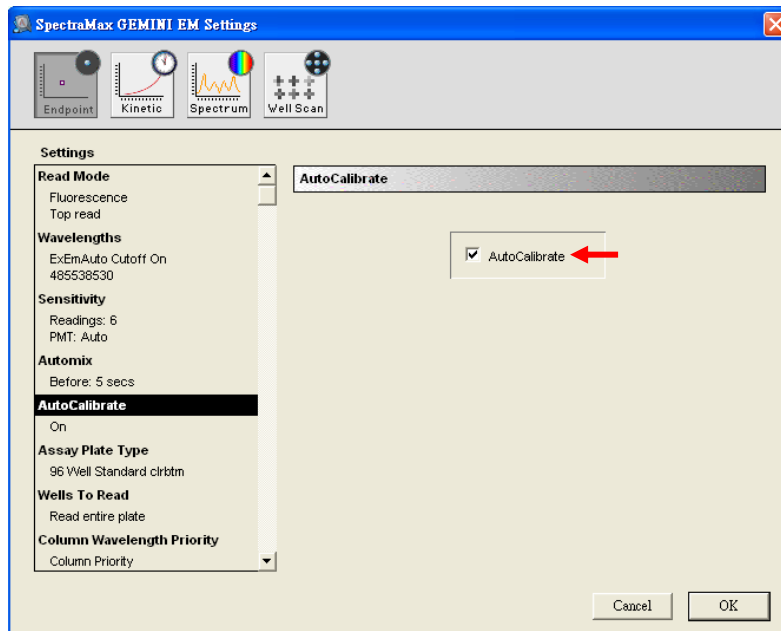 SpectraMax GEMINI EM Settings
Endpoint
Kinetic
Spectrum
Well Scan
Settings
Read Mode
Fluorescence
Top read
Wavelengths
ExEmAuto Cutoff On
485538530
Sensitivity
Readings: 6
PMT: Auto
Automix
Before: 5 secs
AutoCalibrate
On
Assay Plate Type
96 Well Standard clrbtm
Wells To Read
Read entire plate
Column Wavelength Priority
Column Priority
AutoCalibrate
AutoCalibrate
Cancel
OK